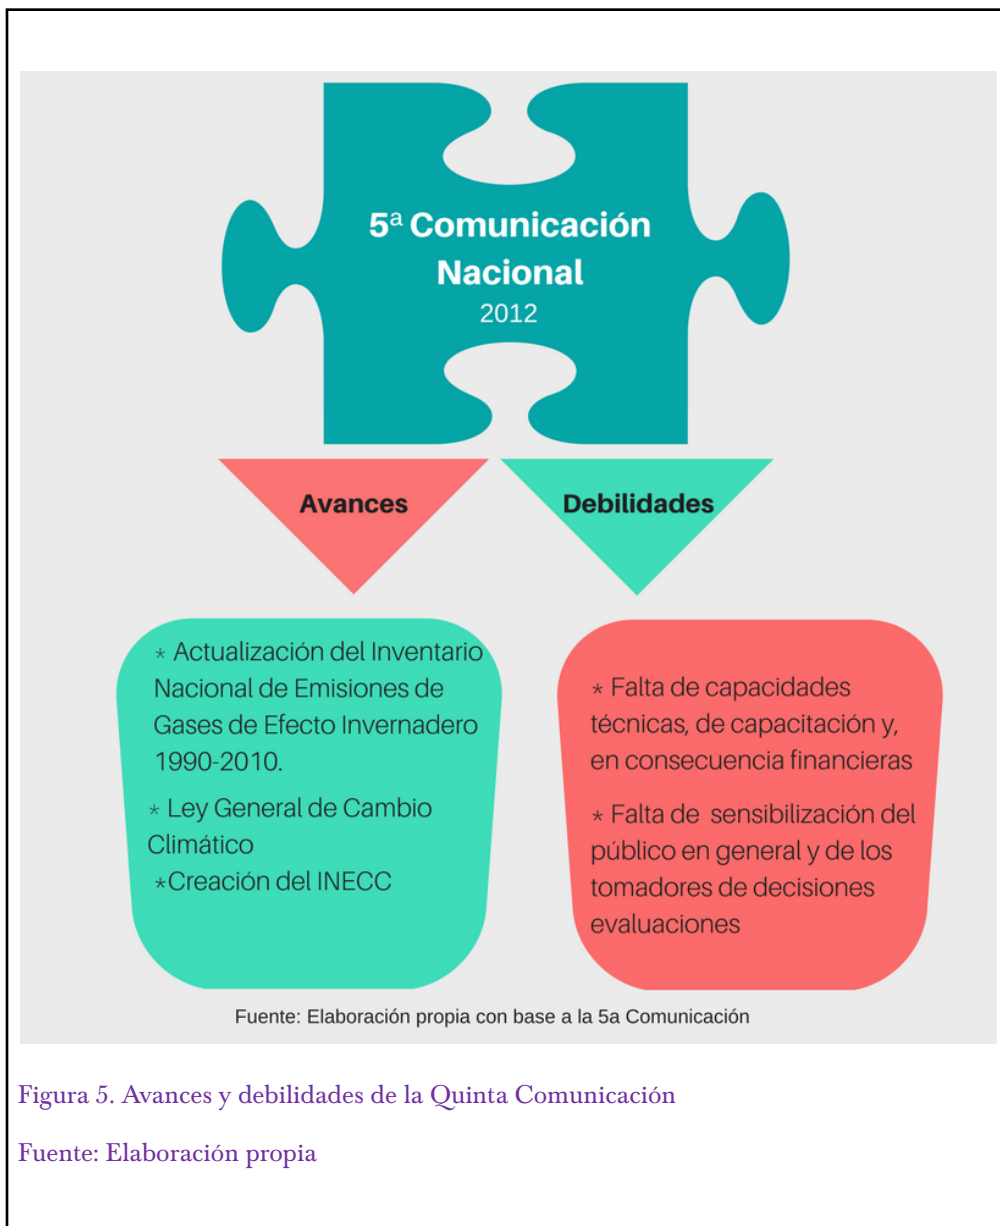 5ª Comunicación
Nacional
2012
Avances
Debilidades
* Actualización del Inventario
Nacional de Emisiones de
Gases de Efecto Invernadero
1990-2010.
* Ley General de Cambio
Climático
*Creación del INECC
* Falta de capacidades
técnicas, de capacitación y,
en consecuencia financieras
* Falta de sensibilización del
público en general y de los
tomadores de decisiones
evaluaciones
Fuente: Elaboración propia con base a la 5a Comunicación
Figura 5. Avances y debilidades de la Quinta Comunicación
Fuente: Elaboración propia